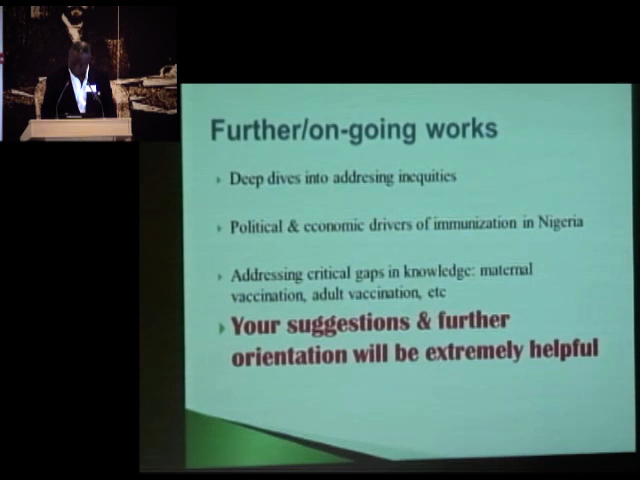 Further/on-going works
Deep dives into addresing inequities
Political & economic drivers of immunization in Nigeria
Addressing critical gaps in knowledge: maternal
vaccination, adult vaccination, etc
Your suggestions & further
orientation will be extremely helpful